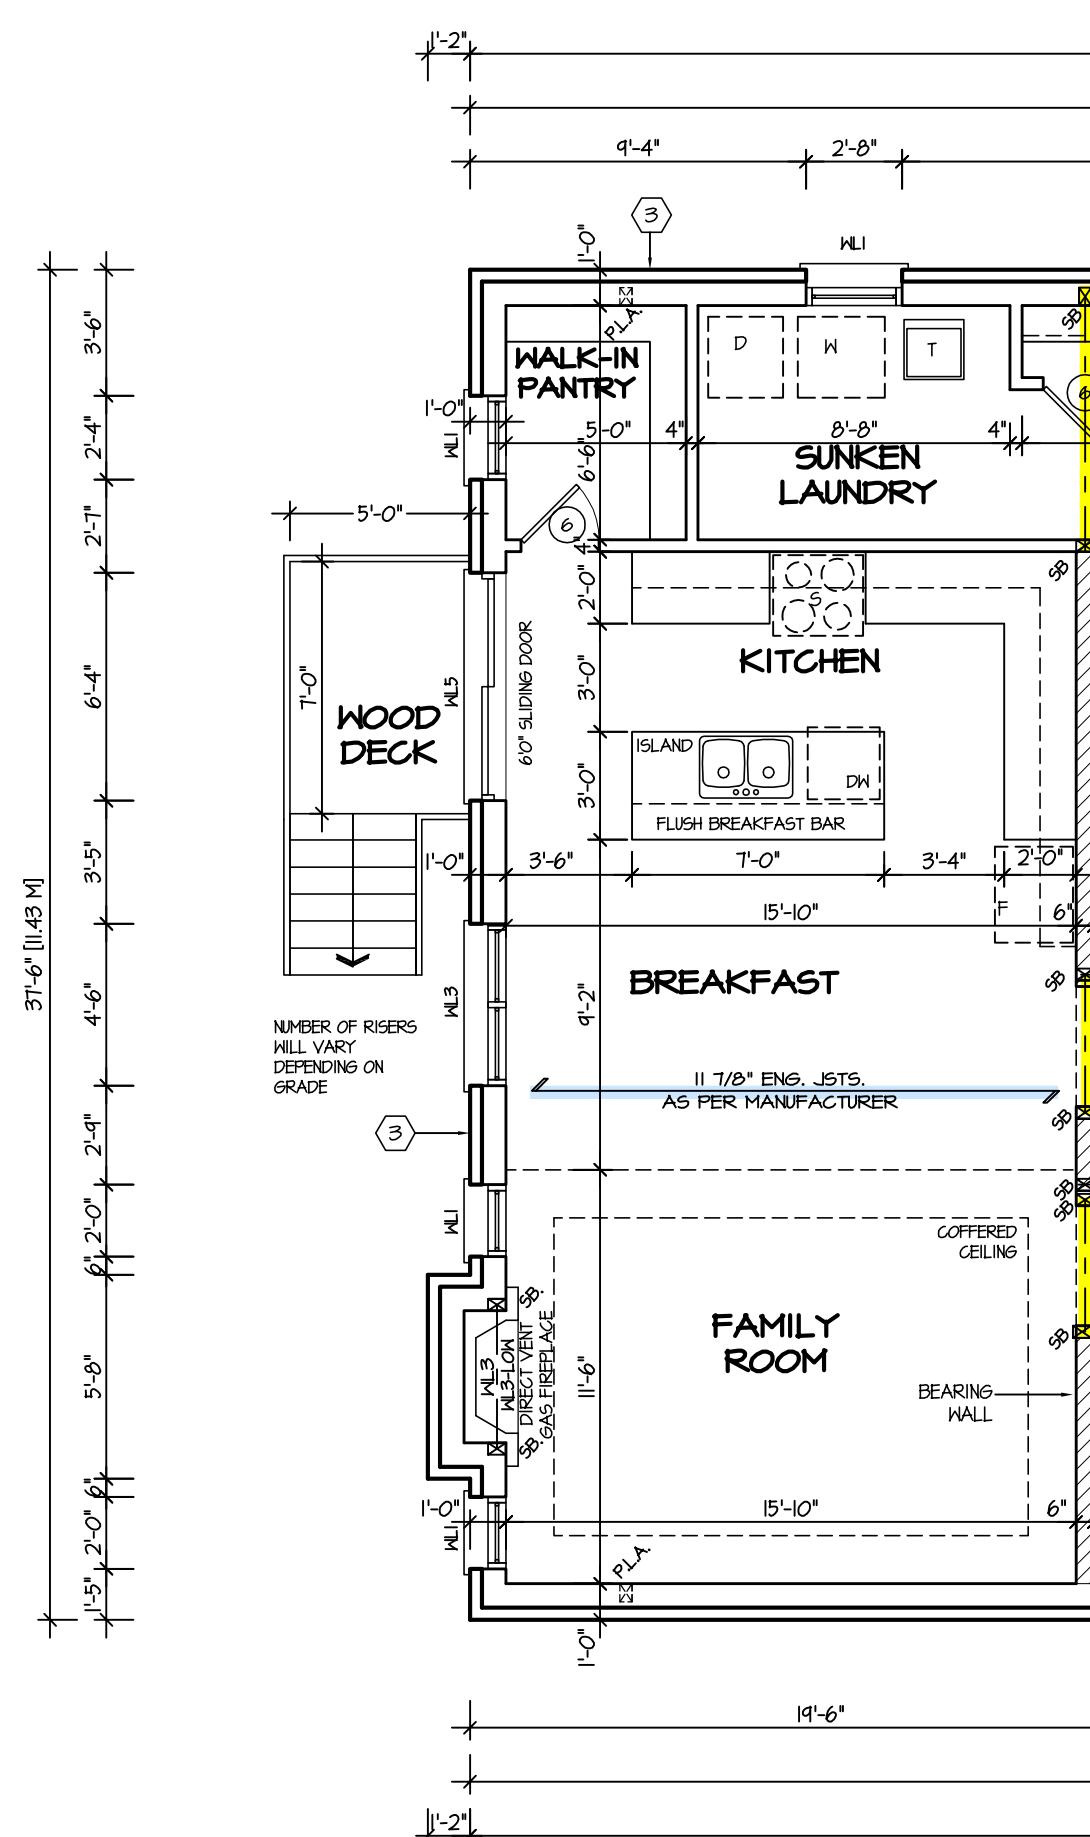 1'-2"
9'-4"
2'-8"
3
1'-0"
WL1
P.L.A.
SB
WALK-IN
PANTRY
D
W
T
6
3'-6"
1'-0"
WL1
2'-4"
5'-0"
4"
8'-8"
4"
6'-6"
SUNKEN
LAUNDRY
2'-7"
5'-0"
6
4"
SB
2'-0"
S
KITCHEN
6'-4"
7'-0"
WL5
6'0" SLIDING DOOR
3'-0"
WOOD
DECK
ISLAND
DW
3'-0"
FLUSH BREAKFAST BAR
3'-5"
1'-0"
3'-6"
7'-0"
3'-4"
2'-0"
F
15'-10"
6"
37'-6" [11.43 M]
BREAKFAST
SB
4'-6"
WL3
9'-2"
NUMBER OF RISERS
WILL VARY
DEPENDING ON
GRADE
11 7/8" ENG. JSTS.
AS PER MANUFACTURER
SB
2'-9"
3
SB
SB
2'-0"
WL1
COFFERED
CEILING
6"
SB.
FAMILY
ROOM
SB
5'-8"
WL3
WL3-LOW
DIRECT VENT
GAS FIREPLACE
11'-6"
BEARING
WALL
SB.
6"
1'-0"
15'-10"
6"
2'-0"
WL1
P.L.A.
1'-5"
1'-0"
19'-6"
1'-2"